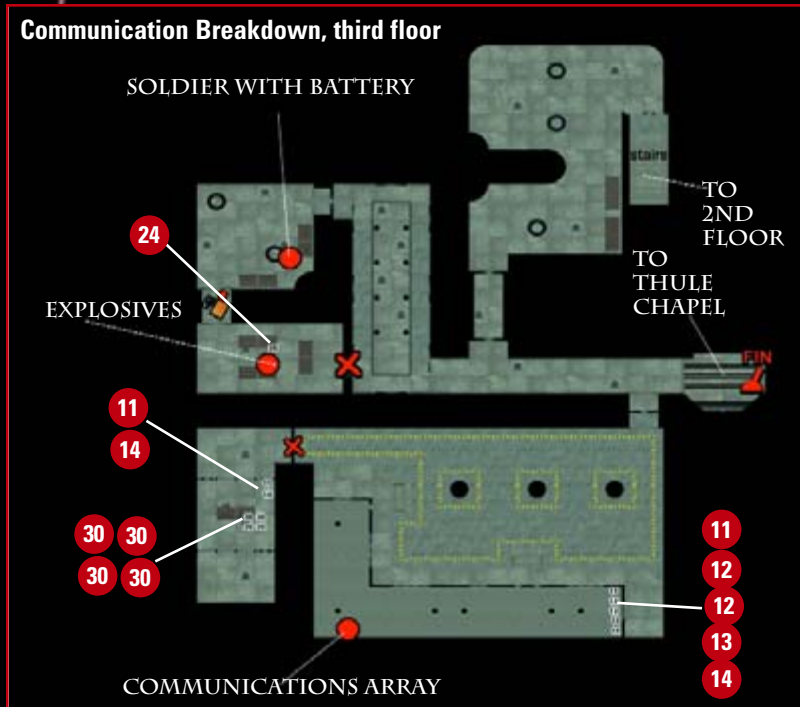 Communication Breakdown, third floor
SOLDIER WITH BATTERY
stairs
TO
2ND
FLOOR
24
TO
THULE
CHAPEL
EXPLOSIVES
FIN
11
14
30 30
30 30
11
12
12
13
14
COMMUNICATIONS ARRAY